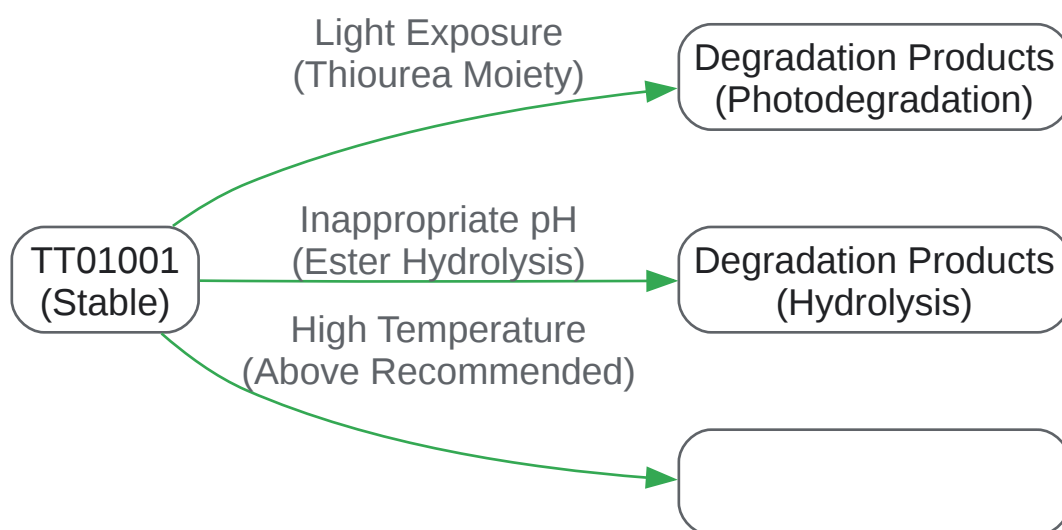 Light Exposure
(Thiourea Moiety)
Degradation Products
(Photodegradation)
TT01001
(Stable)
Inappropriate pH
(Ester Hydrolysis)
Degradation Products
(Hydrolysis)
High Temperature
(Above Recommended)